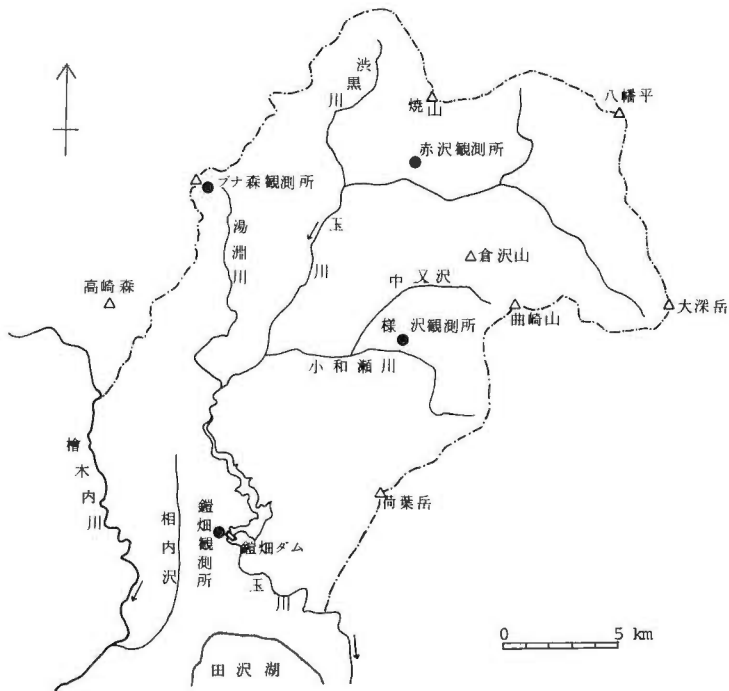 渋黒川
焼山
八幡平
赤沢観測所
ブナ森観測所
湯淵川
玉川
倉沢山
高崎森
中又沢
大深岳
曲崎山
様沢観測所
小和瀬川
檜木内川
相内沢
鎧畑観測所
荷葉岳
鎧畑ダム
玉川
0 5 km
田沢湖